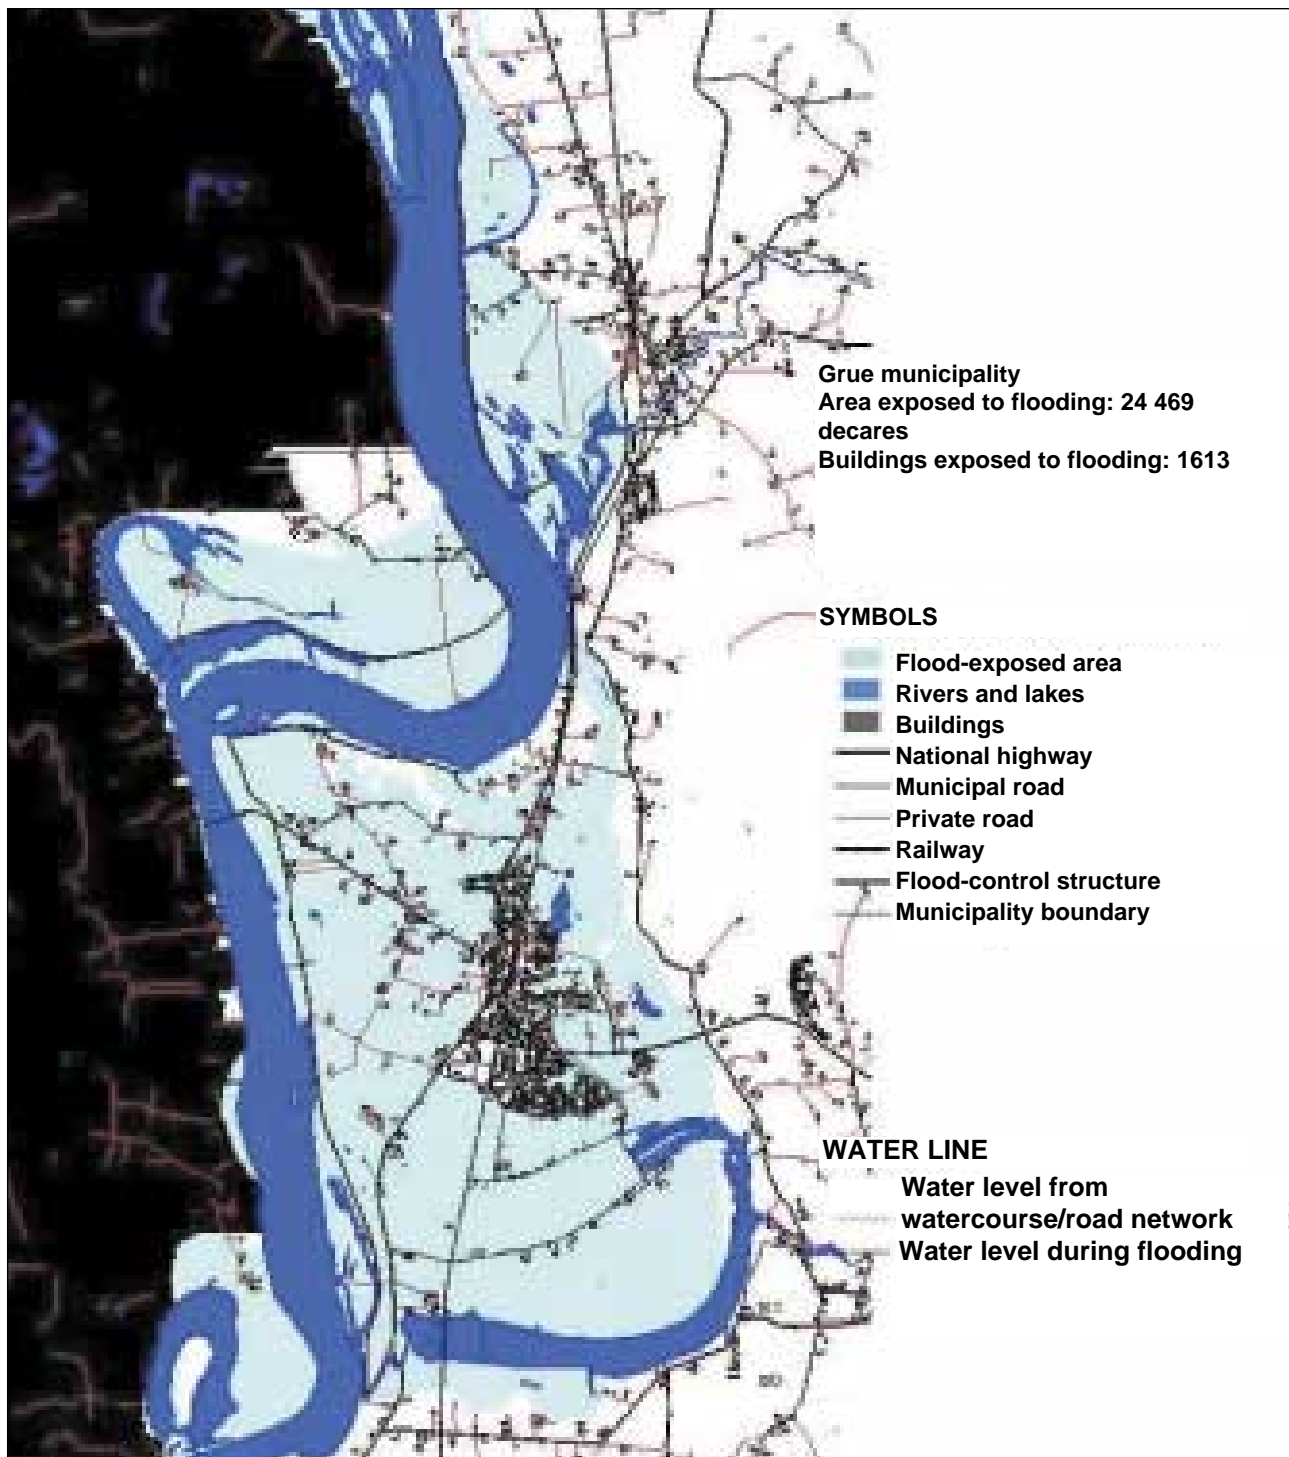 Grue municipality
Area exposed to flooding: 24 469
decares
Buildings exposed to flooding: 1613
SYMBOLS
Flood-exposed area
Rivers and lakes
Buildings
National highway
Municipal road
Private road
Railway
Flood-control structure
Municipality boundary
WATER LINE
Water level from
watercourse/road network
Water level during flooding